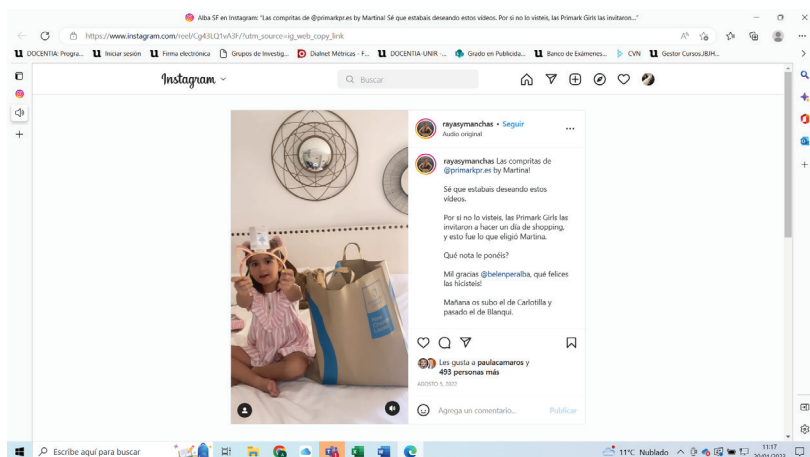 Alba SF en Instagram: "Las compritas de @primarkpr.es by Martina! Sé que estabais deseando estos vídeos. Por si no lo visteis, las Primark Girls las invitaron..."
https://www.instagram.com/reel/Cg43LQ1vA3F/?utm_source=ig_web_copy_link
DOCENTIA: Progra... Iniciar sesión Firma electrónica Grupos de Investig... Dialnet Métricas - F... DOCENTIA-UNIR -... Grado en Publicida... Banco de Exámenes... CVN Gestor Cursos JBJH...
Instagram
Buscar
rayasymanchas • Seguir
Audio original
rayasymanchas Las compritas de
@primarkpr.es by Martina!
Sé que estabais deseando estos
vídeos.
Por si no lo visteis, las Primark Girls las
invitaron a hacer un día de shopping,
y esto fue lo que eligió Martina.
Qué nota le ponéis?
Mil gracias @belenperalba, qué felices
las hicisteis!
Mañana os subo el de Carlotilla y
pasado el de Blanqui.
Les gusta a paulacamaros y
493 personas más
AGOSTO 5, 2022
Agrega un comentario...
Publicar
Escribe aquí para buscar
11°C Nublado
11:17
20/01/2023